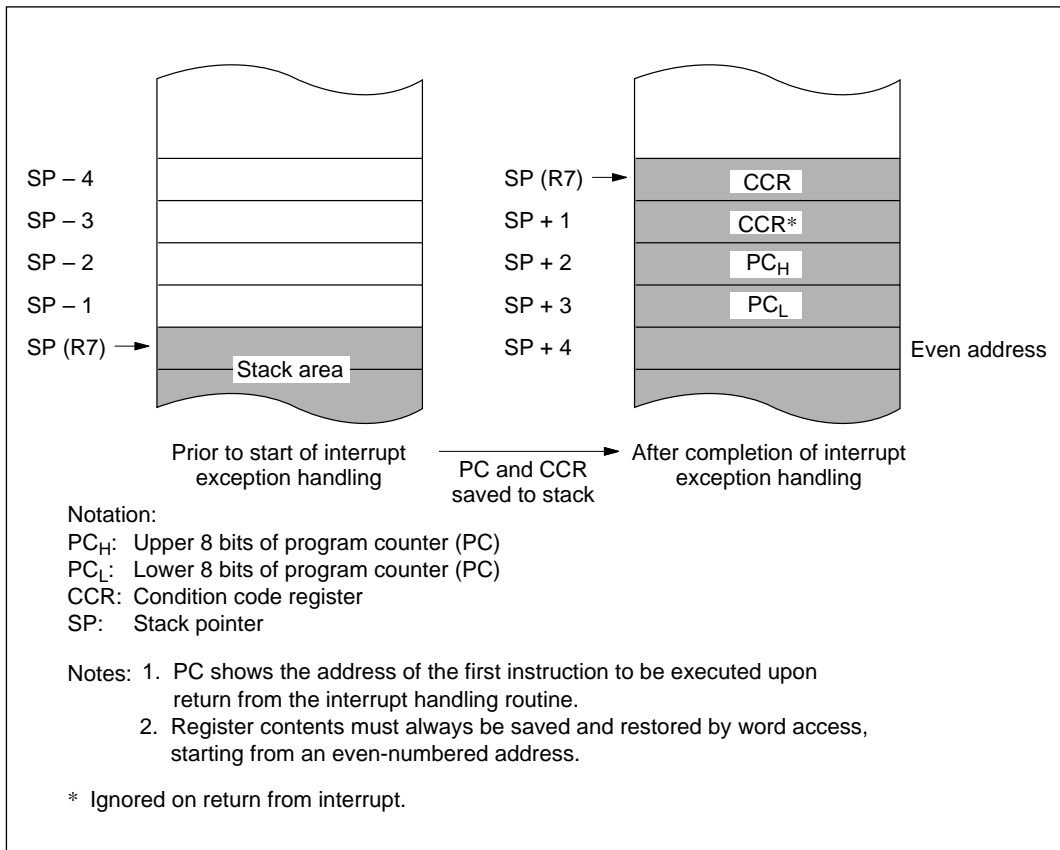 SP – 4
SP – 3
SP – 2
SP – 1
SP (R7)
Stack area
SP (R7)
SP + 1
SP + 2
SP + 3
SP + 4
CCR
CCR*
PCH
PCL
Even address
Prior to start of interrupt
exception handling
PC and CCR
saved to stack
After completion of interrupt
exception handling
Notation:
PCH: Upper 8 bits of program counter (PC)
PCL: Lower 8 bits of program counter (PC)
CCR: Condition code register
SP: Stack pointer
Notes: 1. PC shows the address of the first instruction to be executed upon
return from the interrupt handling routine.
2. Register contents must always be saved and restored by word access,
starting from an even-numbered address.
* Ignored on return from interrupt.